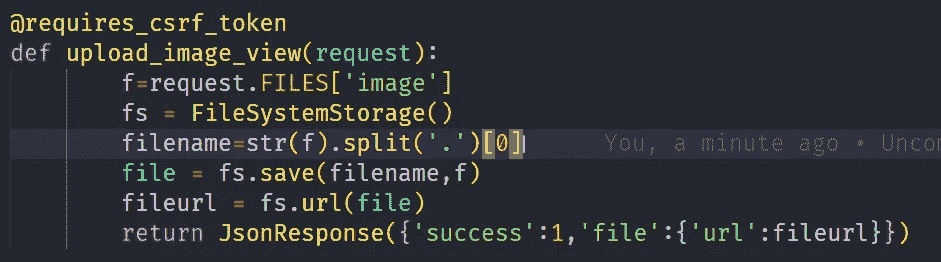 @requires_csrf_token
def upload_image_view(request):
f=request.FILES['image']
fs = FileSystemStorage()
filename=str(f).split('.')[0] You, a minute ago • Uncom
file = fs.save(filename,f)
fileurl = fs.url(file)
return JsonResponse({'success':1,'file':{'url':fileurl}})